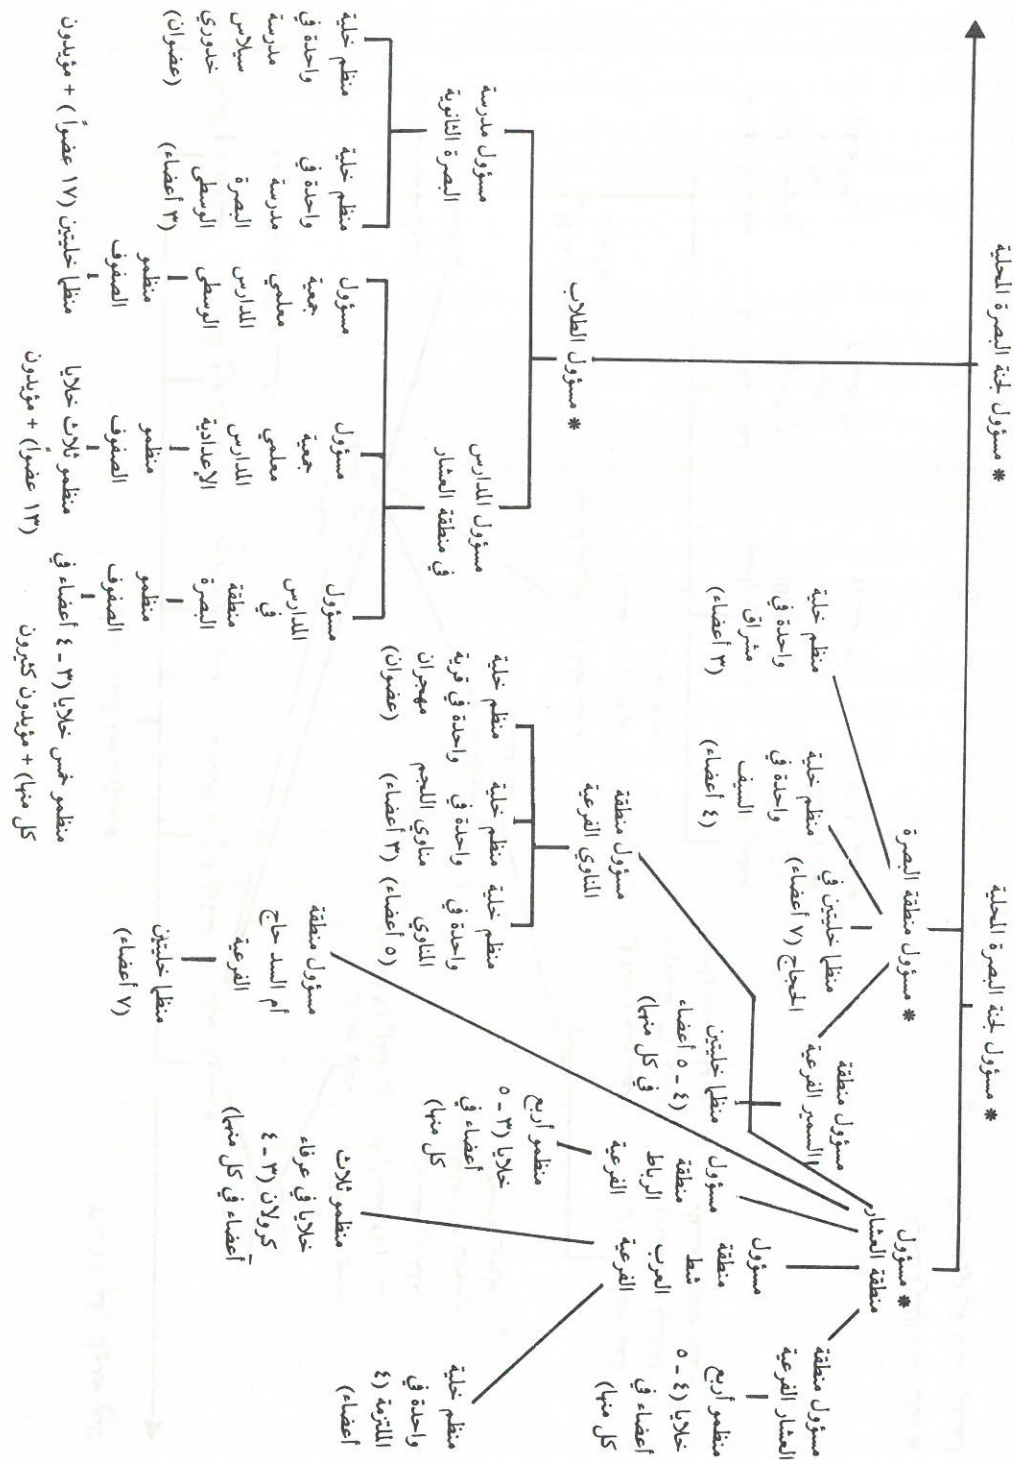 * مسؤول لجنة البصرة المحلية
* مسؤول لجنة البصرة المحلية
* مسؤول
منطقة العشار
مسؤول منطقة
العشار الفرعية
منظمو أربع
خلايا (٤ - ٥
أعضاء في
كل منها)
مسؤول
منطقة
شط
العرب
الفرعية
منظم خلية
واحدة في
الملتزمة (٤
أعضاء)
منظمو ثلاث
خلايا في عرفاء
كرولان (٣ - ٤
أعضاء في كل منها)
مسؤول
منطقة
الرباط
الفرعية
منظمو أربع
خلايا (٣ - ٥
أعضاء في
كل منها)
مسؤول منطقة
أم السد حاج
الفرعية
منظما خليتين
(٧ أعضاء)
مسؤول منطقة
المناوي الفرعية
منظم خلية
واحدة في
المناوي
(٥ أعضاء)
منظم خلية
واحدة في
مناوي اللجم
(٣ أعضاء)
منظم خلية
واحدة في قرية
مهجران
(عضوان)
* مسؤول منطقة البصرة
مسؤول منطقة
السمير الفرعية
منظما خليتين
(٤ - ٥ أعضاء
في كل منهما)
منظما خليتين في
الحجاج (٧ أعضاء)
منظم خلية
واحدة في
السيف
(٤ أعضاء)
منظم خلية
واحدة في
مشراق
(٣ أعضاء)
* مسؤول الطلاب
مسؤول المدارس
في منطقة العشار
مسؤول
المدارس
في
منطقة
البصرة
منظمو
الصفوف
منظمو خمس خلايا (٣ - ٤ أعضاء في
كل منها) + مؤيدون كثيرون
مسؤول
جمعية
معلمي
المدارس
الإعدادية
منظمو
الصفوف
منظمو ثلاث خلايا
(١٣ عضواً) + مؤيدون
مسؤول
جمعية
معلمي
المدارس
الوسطى
منظمو
الصفوف
منظما خليتين (١٧ عضواً) + مؤيدون
مسؤول مدرسة
البصرة الثانوية
منظم خلية
واحدة في
مدرسة
البصرة
الوسطى
(٣ أعضاء)
منظم خلية
واحدة في
مدرسة
سيلاس
خدوري
(عضوان)